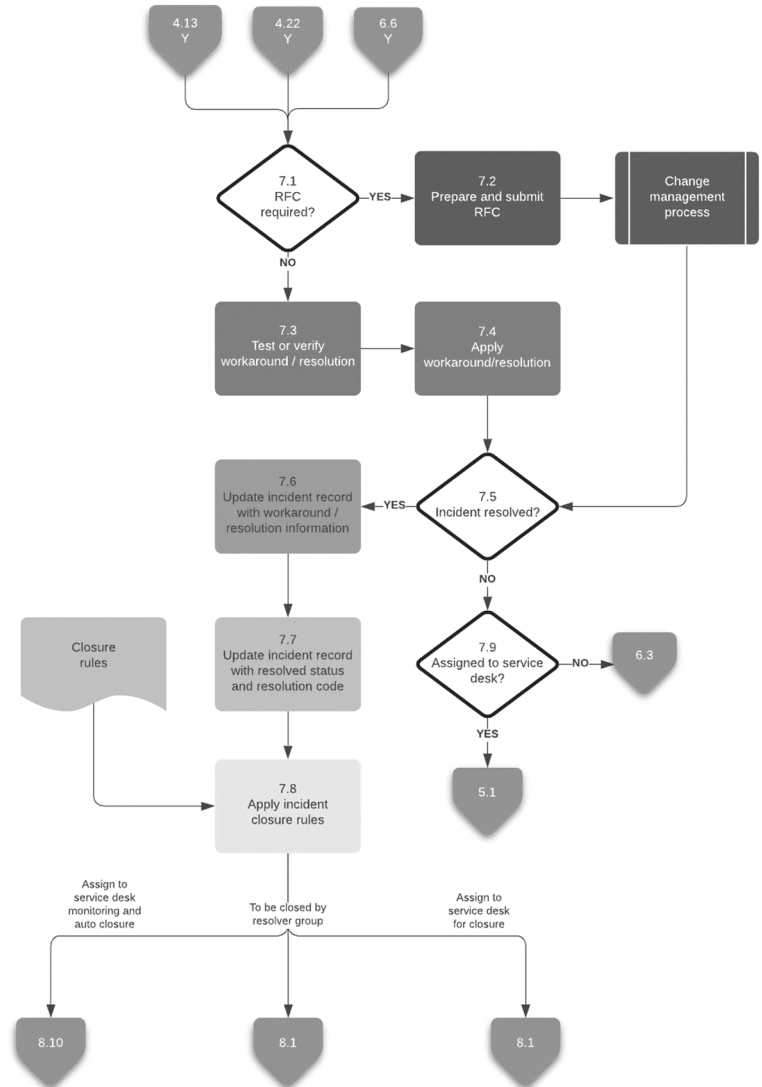 4.13
Y
4.22
Y
6.6
Y
7.1
RFC
required?
YES
7.2
Prepare and submit
RFC
Change
management
process
NO
7.3
Test or verify
workaround / resolution
7.4
Apply
workaround/resolution
7.5
Incident resolved?
YES
7.6
Update incident record
with workaround /
resolution information
NO
7.9
Assigned to service
desk?
NO
6.3
Closure
rules
7.7
Update incident record
with resolved status
and resolution code
YES
5.1
7.8
Apply incident
closure rules
Assign to
service desk
monitoring and
auto closure
To be closed by
resolver group
Assign to
service desk
for closure
8.10
8.1
8.1